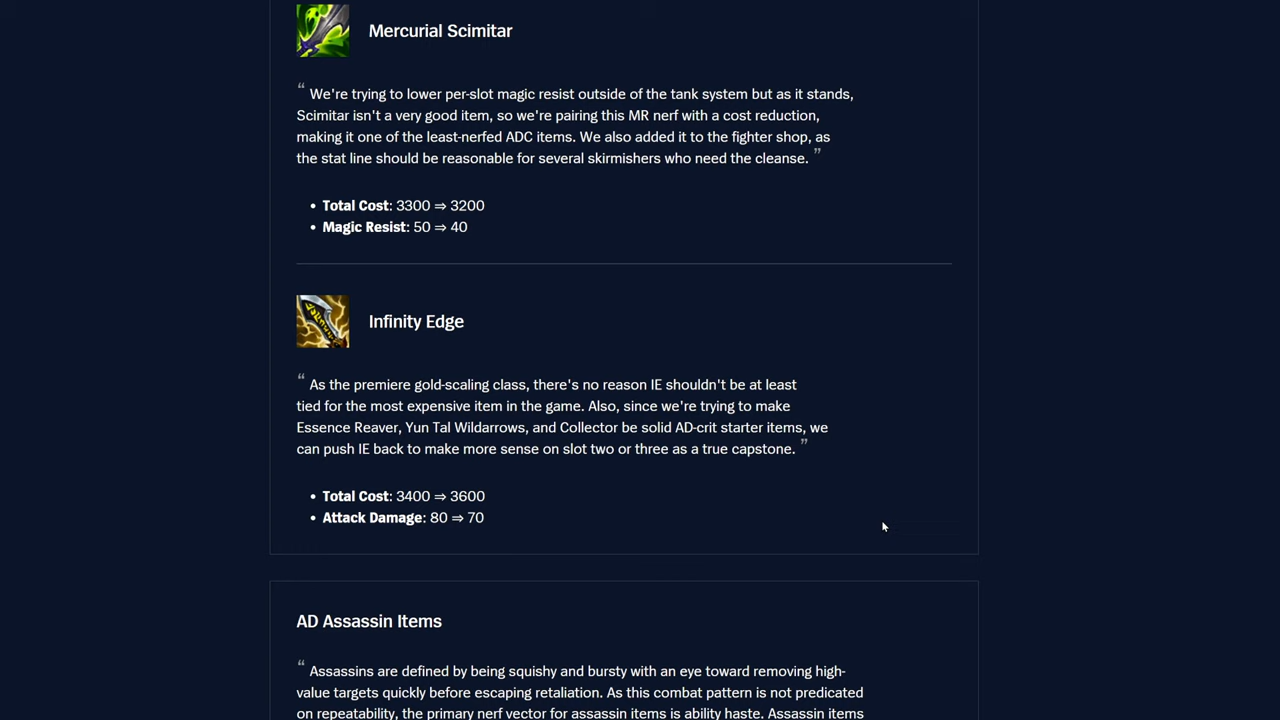 Mercurial Scimitar
“ We're trying to lower per-slot magic resist outside of the tank system but as it stands,
Scimitar isn't a very good item, so we're pairing this MR nerf with a cost reduction,
making it one of the least-nerfed ADC items. We also added it to the fighter shop, as
the stat line should be reasonable for several skirmishers who need the cleanse. ”
• Total Cost: 3300 ⇒ 3200
• Magic Resist: 50 ⇒ 40
Infinity Edge
“ As the premiere gold-scaling class, there's no reason IE shouldn't be at least
tied for the most expensive item in the game. Also, since we're trying to make
Essence Reaver, Yun Tal Wildarrows, and Collector be solid AD-crit starter items, we
can push IE back to make more sense on slot two or three as a true capstone. ”
• Total Cost: 3400 ⇒ 3600
• Attack Damage: 80 ⇒ 70
AD Assassin Items
“ Assassins are defined by being squishy and bursty with an eye toward removing high-
value targets quickly before escaping retaliation. As this combat pattern is not predicated
on repeatability, the primary nerf vector for assassin items is ability haste. Assassin items